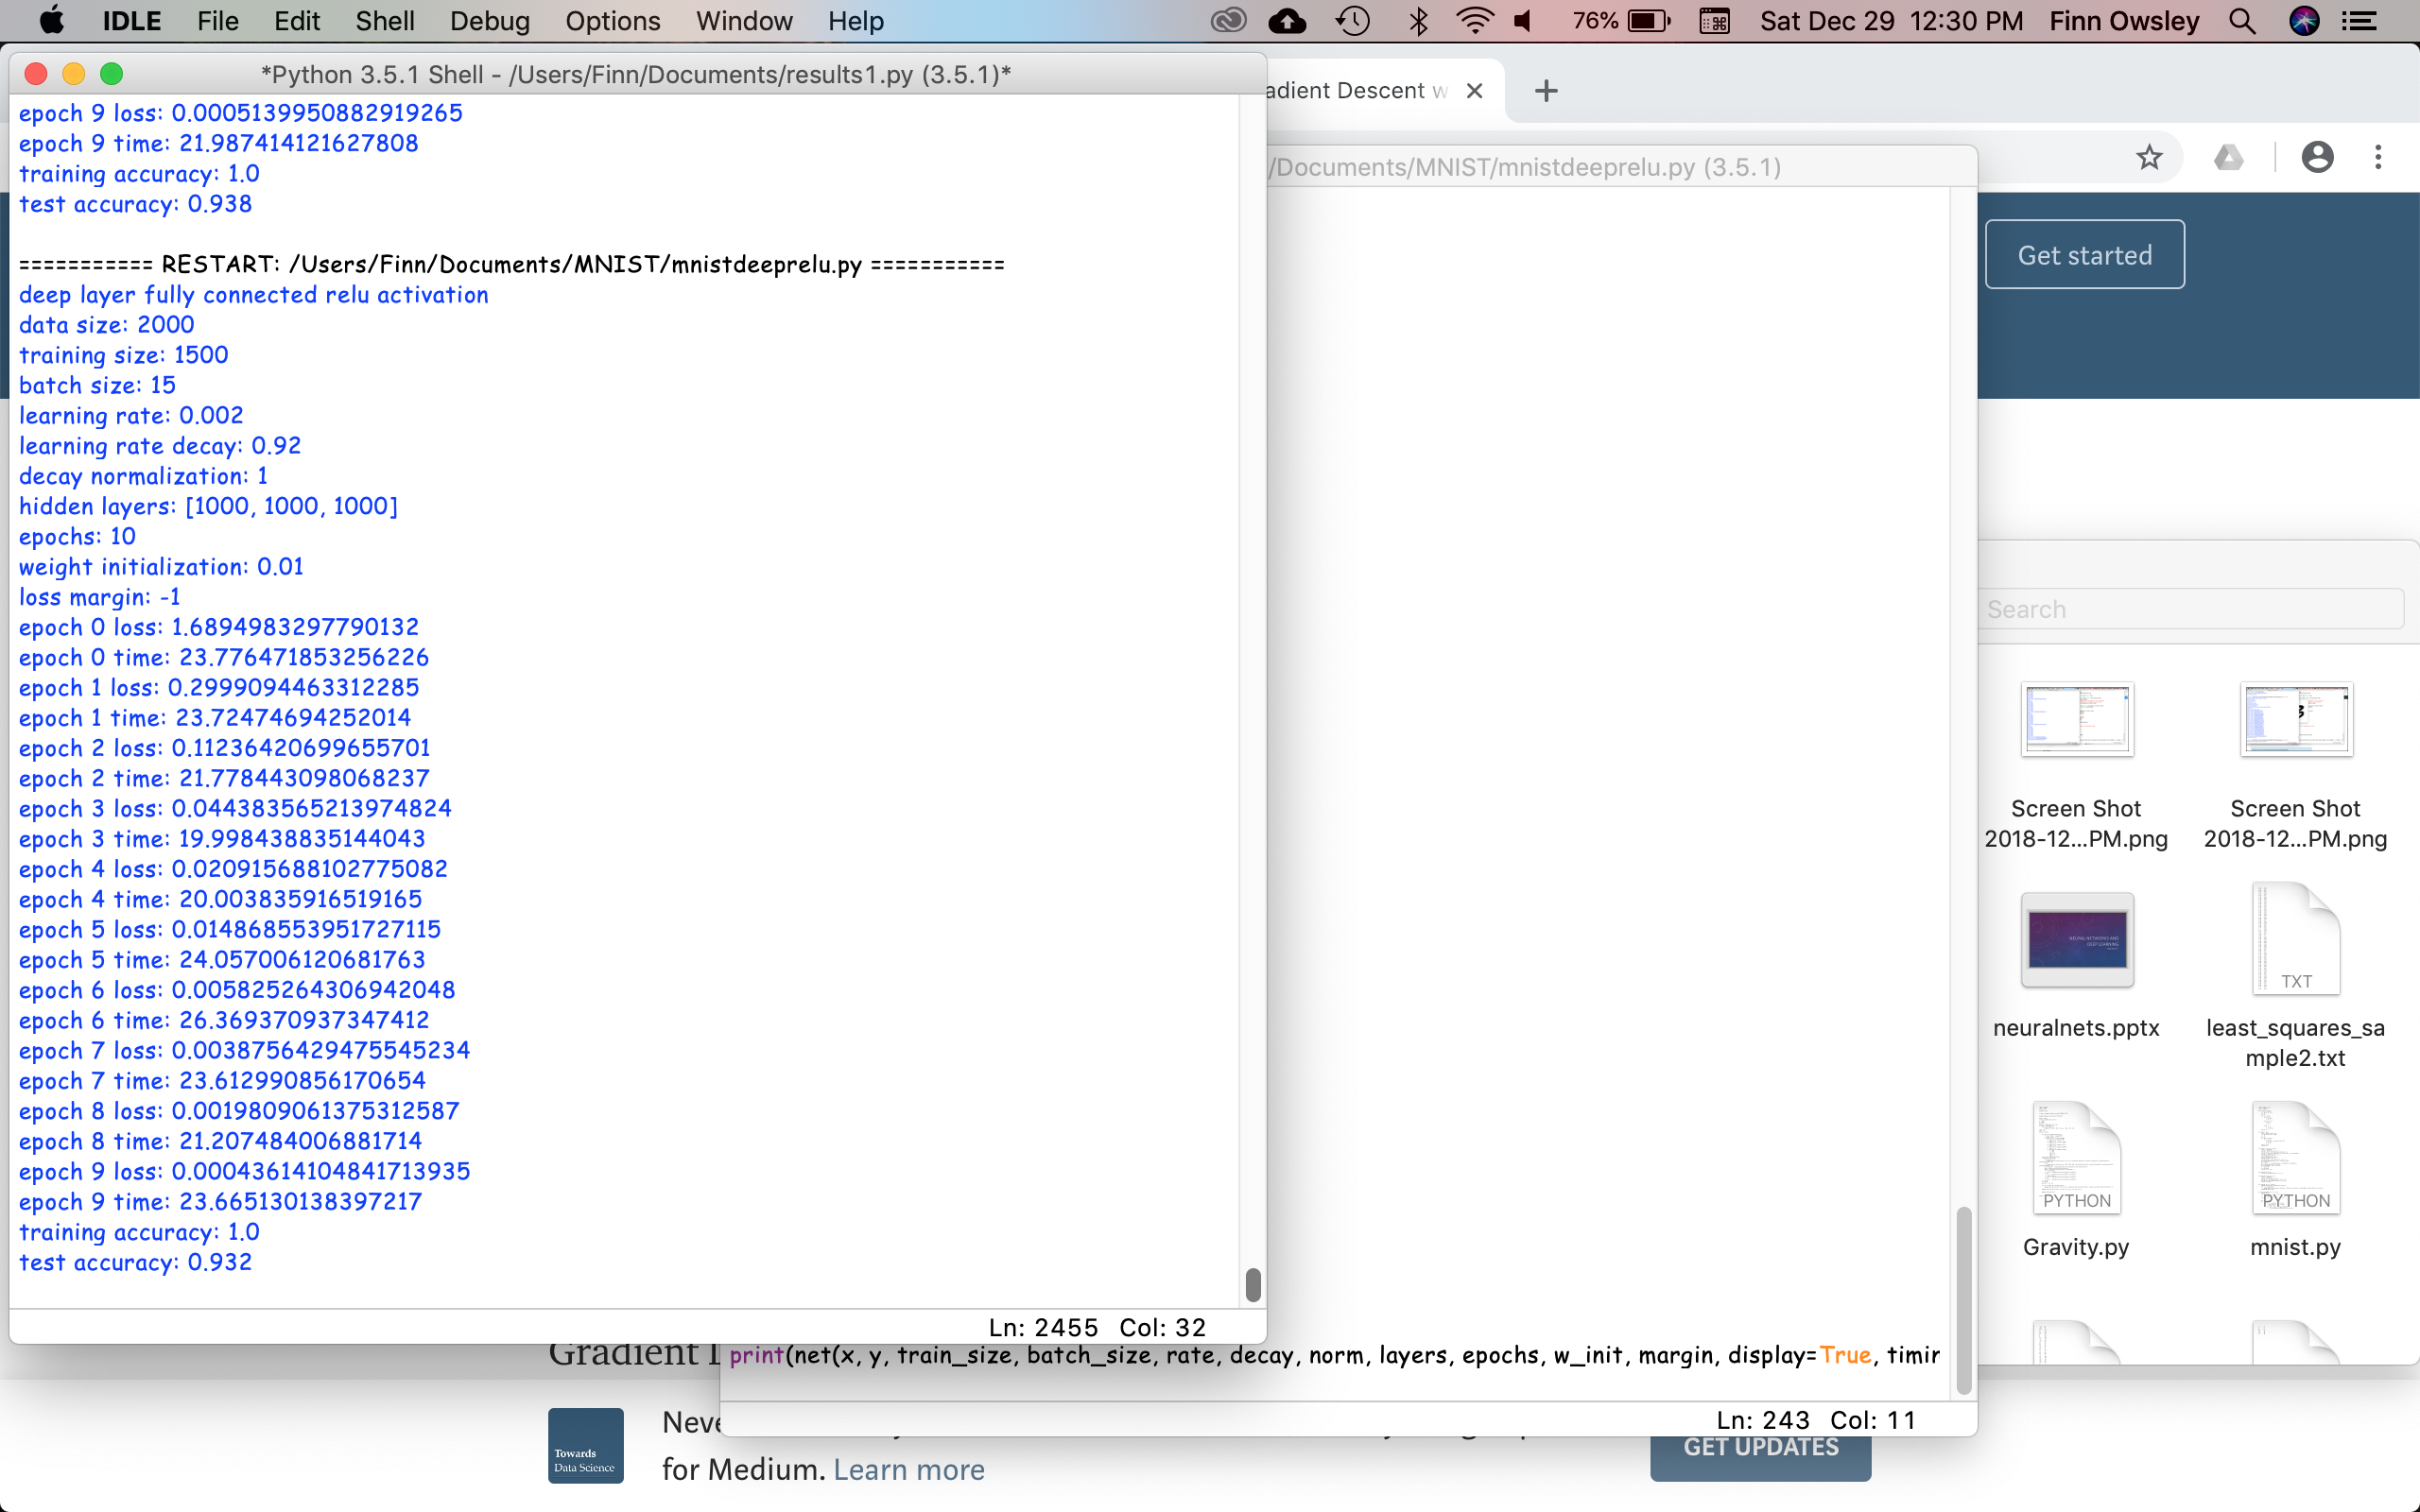 IDLE File Edit Shell Debug Options Window Help 76% Sat Dec 29 12:30 PM Finn Owsley
*Python 3.5.1 Shell - /Users/Finn/Documents/results1.py (3.5.1)*
adient Descent w
/Documents/MNIST/mnistdeeprelu.py (3.5.1)
epoch 9 loss: 0.0005139950882919265
epoch 9 time: 21.987414121627808
training accuracy: 1.0
test accuracy: 0.938
=========== RESTART: /Users/Finn/Documents/MNIST/mnistdeeprelu.py ===========
deep layer fully connected relu activation
data size: 2000
training size: 1500
batch size: 15
learning rate: 0.002
learning rate decay: 0.92
decay normalization: 1
hidden layers: [1000, 1000, 1000]
epochs: 10
weight initialization: 0.01
loss margin: -1
epoch 0 loss: 1.6894983297790132
epoch 0 time: 23.776471853256226
epoch 1 loss: 0.2999094463312285
epoch 1 time: 23.72474694252014
epoch 2 loss: 0.11236420699655701
epoch 2 time: 21.778443098068237
epoch 3 loss: 0.044383565213974824
epoch 3 time: 19.998438835144043
epoch 4 loss: 0.020915688102775082
epoch 4 time: 20.003835916519165
epoch 5 loss: 0.014868553951727115
epoch 5 time: 24.057006120681763
epoch 6 loss: 0.005825264306942048
epoch 6 time: 26.369370937347412
epoch 7 loss: 0.0038756429475545234
epoch 7 time: 23.612990856170654
epoch 8 loss: 0.0019809061375312587
epoch 8 time: 21.207484006881714
epoch 9 loss: 0.00043614104841713935
epoch 9 time: 23.665130138397217
training accuracy: 1.0
test accuracy: 0.932
Ln: 2455 Col: 32
Get started
Search
Screen Shot
2018-12...PM.png
Screen Shot
2018-12...PM.png
neuralnets.pptx
TXT
least_squares_sa
mple2.txt
PYTHON
Gravity.py
PYTHON
mnist.py
Gradient
print(net(x, y, train_size, batch_size, rate, decay, norm, layers, epochs, w_init, margin, display=True, timin
Ln: 243 Col: 11
Towards
Data Science
Neve
for Medium. Learn more
GET UPDATES